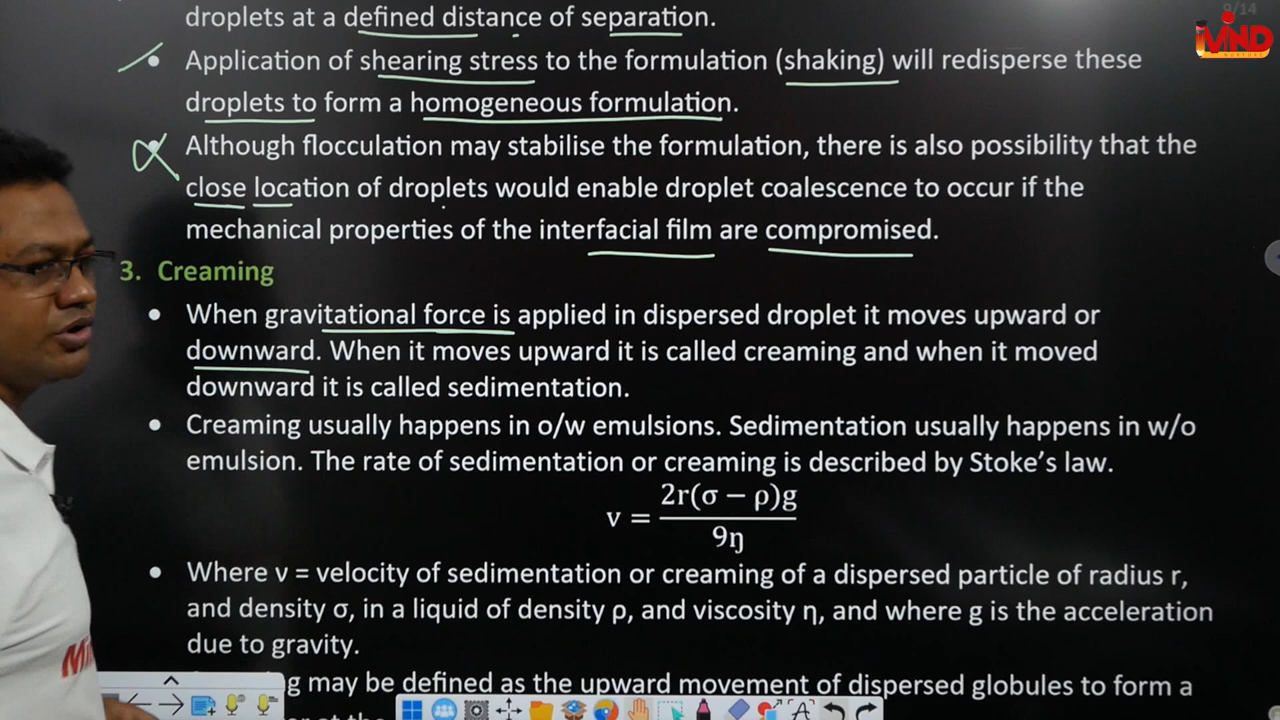 droplets at a defined distance of separation.
9/14
MIND
• Application of shearing stress to the formulation (shaking) will redisperse these
droplets to form a homogeneous formulation.
Although flocculation may stabilise the formulation, there is also possibility that the
close location of droplets would enable droplet coalescence to occur if the
mechanical properties of the interfacial film are compromised.
3. Creaming
• When gravitational force is applied in dispersed droplet it moves upward or
downward. When it moves upward it is called creaming and when it moved
downward it is called sedimentation.
• Creaming usually happens in o/w emulsions. Sedimentation usually happens in w/o
emulsion. The rate of sedimentation or creaming is described by Stoke’s law.
v = 2r(σ − ρ)g / 9ŋ
• Where v = velocity of sedimentation or creaming of a dispersed particle of radius r,
and density σ, in a liquid of density ρ, and viscosity η, and where g is the acceleration
due to gravity.
may be defined as the upward movement of dispersed globules to form a